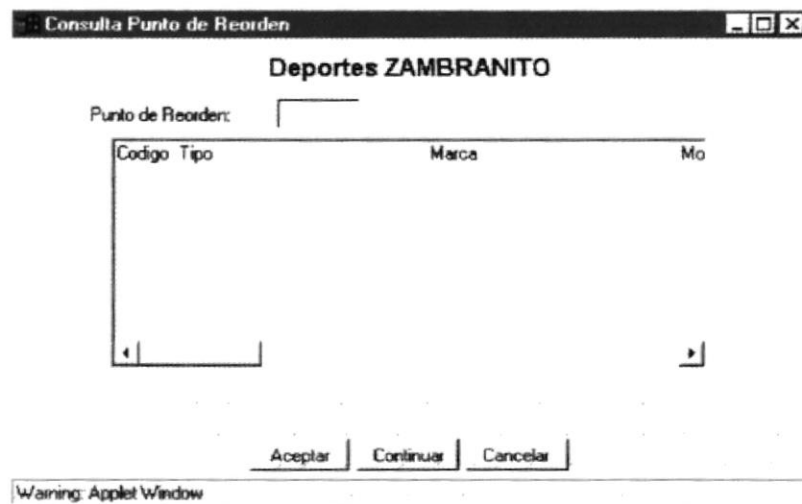 Consulta Punto de Reorden
Deportes ZAMBRANITO
Punto de Reorden:
Codigo Tipo Marca Mo
Aceptar Continuar Cancelar
Warning: Applet Window